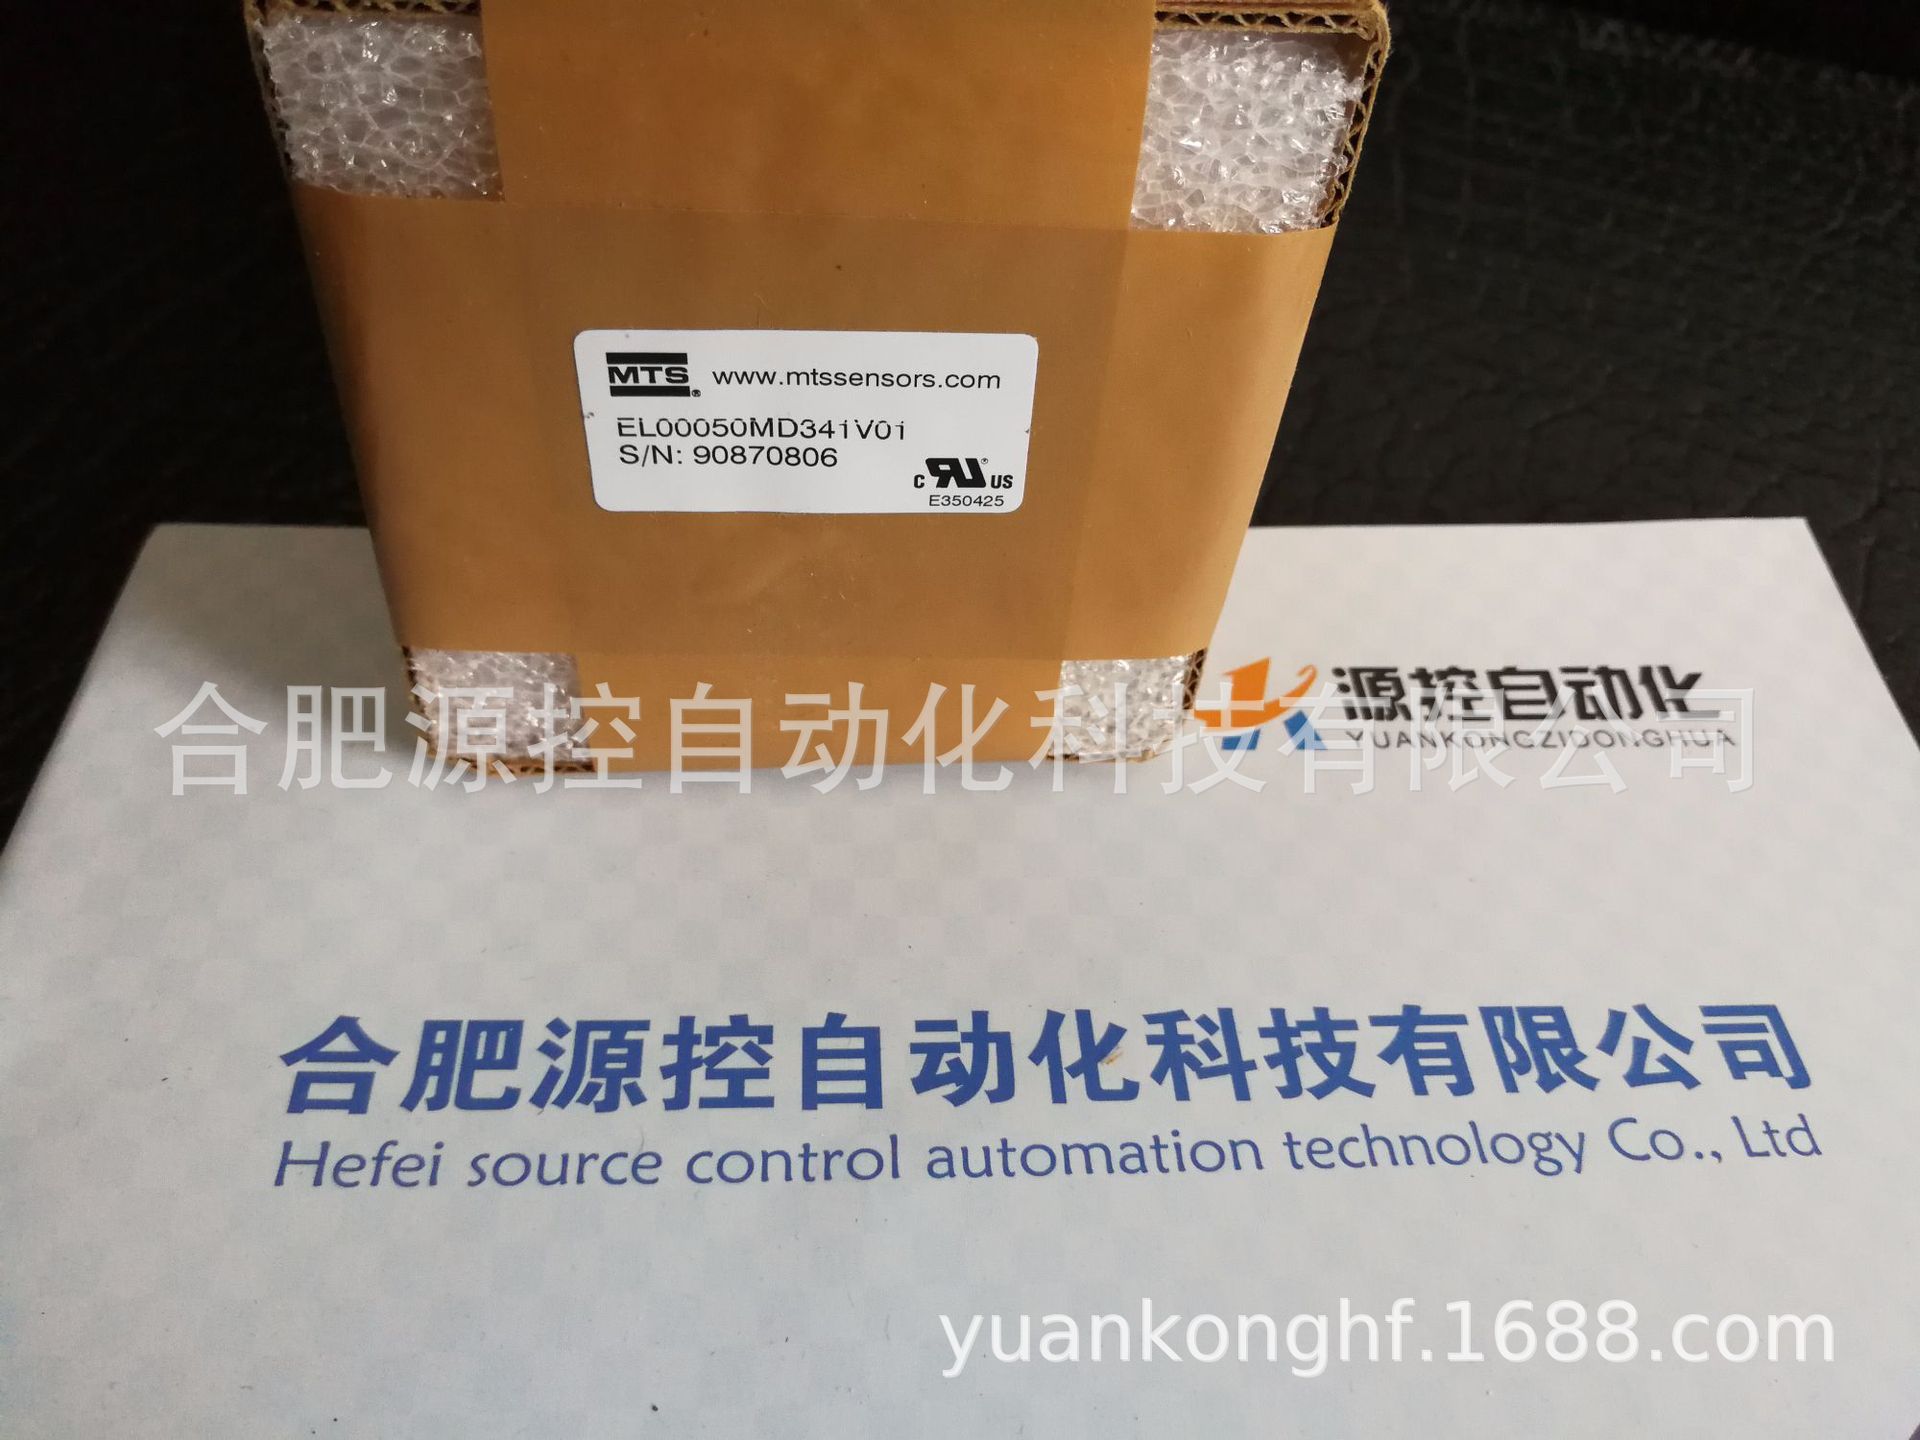 MTS® www.mtssensors.com
EL00050MD341V01
S/N: 90870806
c RU® US
E350425
源控自动化
YUANKONGZIDONGHUA
合肥源控自动化科技有限公司
合肥源控自动化科技有限公司
Hefei source control automation technology Co., Ltd
yuankonghf.1688.com